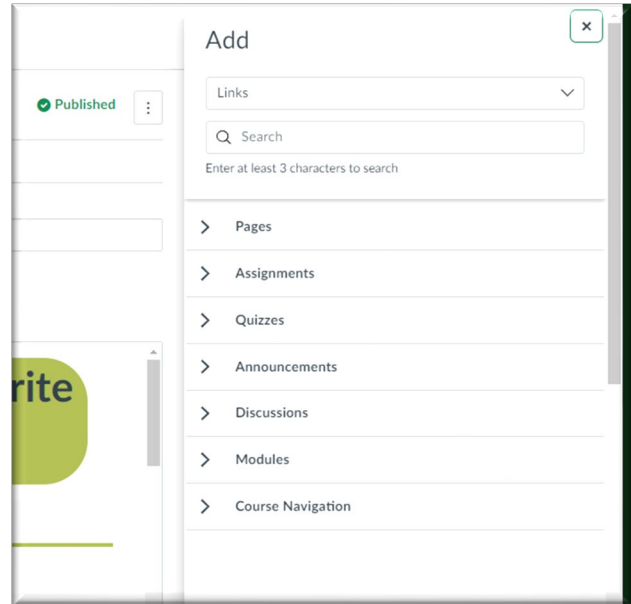 Add
Links
Search
Enter at least 3 characters to search
Published
Pages
Assignments
Quizzes
Announcements
rite
Discussions
Modules
Course Navigation